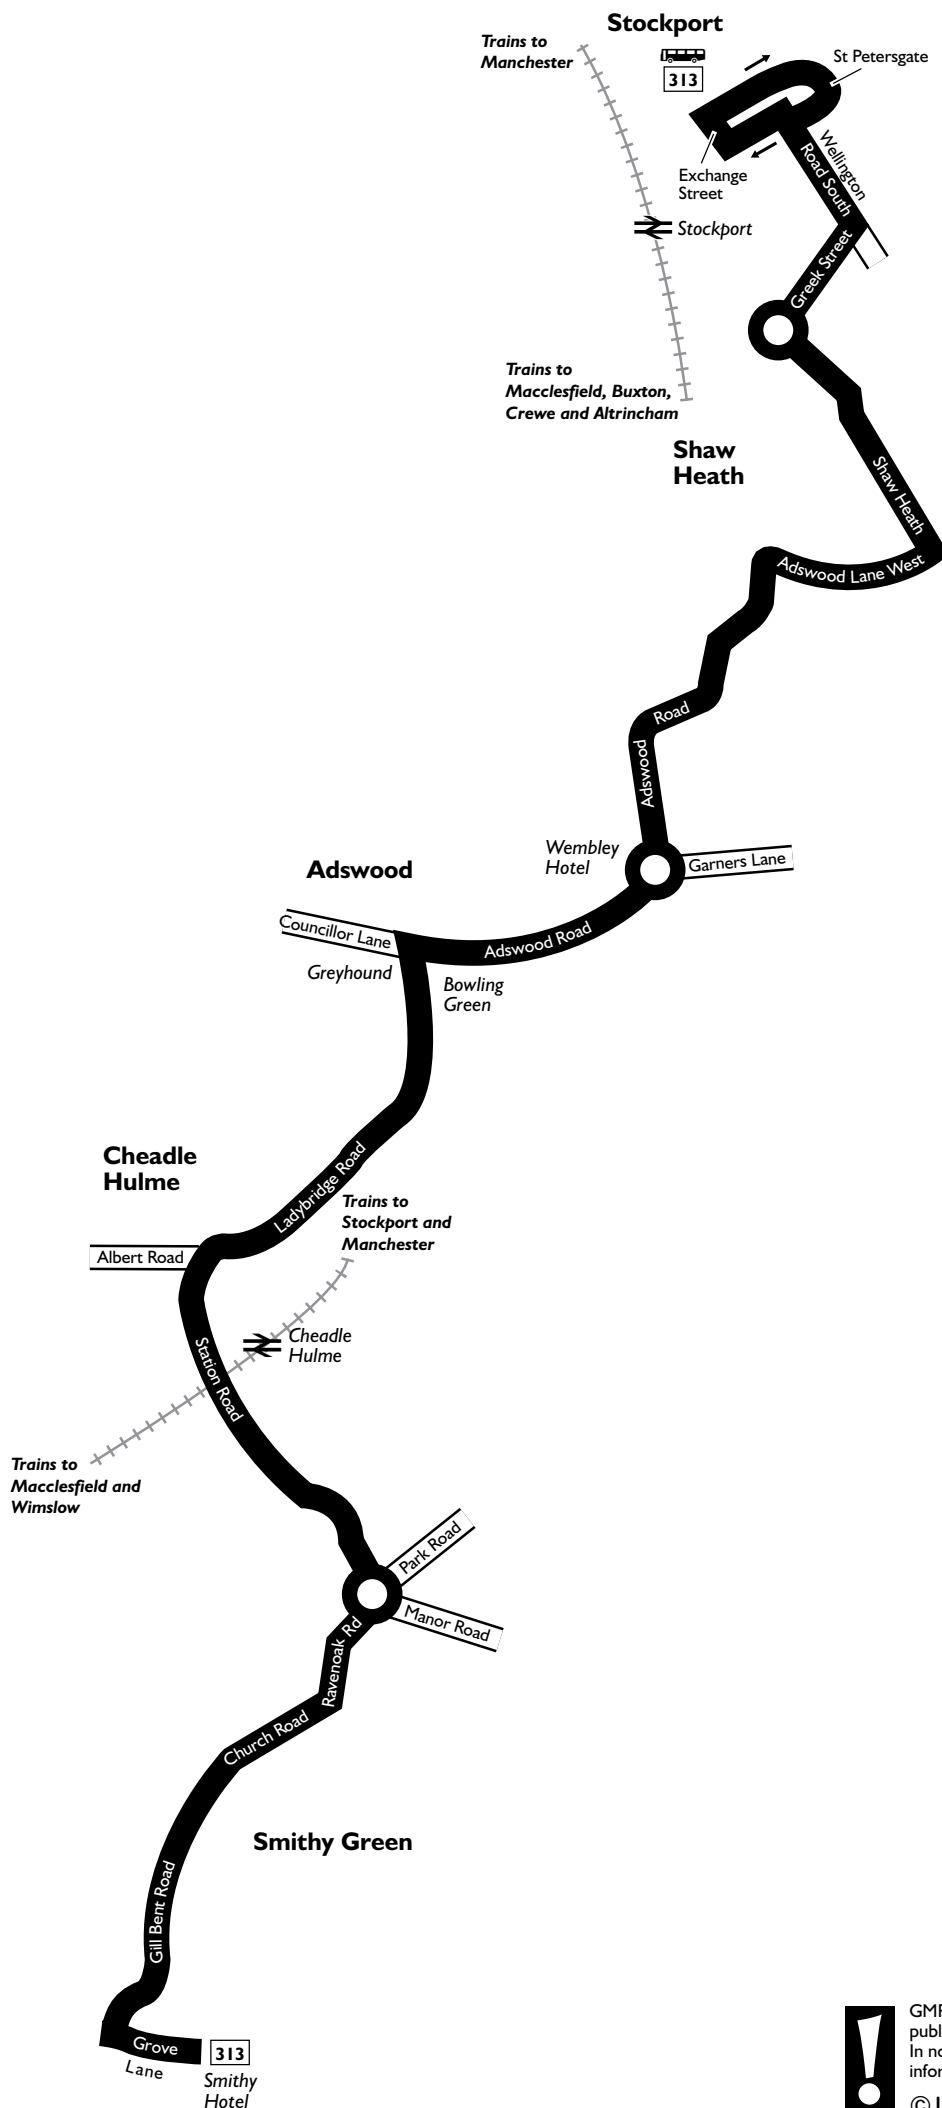 Stockport
Trains to
Manchester
313
St Petersgate
Exchange
Street
Wellington
Road South
Stockport
Greek Street
Trains to
Macclesfield, Buxton,
Crewe and Altrincham
Shaw
Heath
Shaw Heath
Adswood Lane West
Road
Adswood
Wembley
Hotel
Garners Lane
Adswood
Councillor Lane
Adswood Road
Greyhound
Bowling
Green
Cheadle
Hulme
Ladybridge Road
Trains to
Stockport and
Manchester
Albert Road
Cheadle
Hulme
Station Road
Trains to
Macclesfield and
Wimslow
Park Road
Manor Road
Ravenoak Rd
Church Road
Smithy Green
Gill Bent Road
Grove
Lane
313
Smithy
Hotel
publ
In no
infor
©